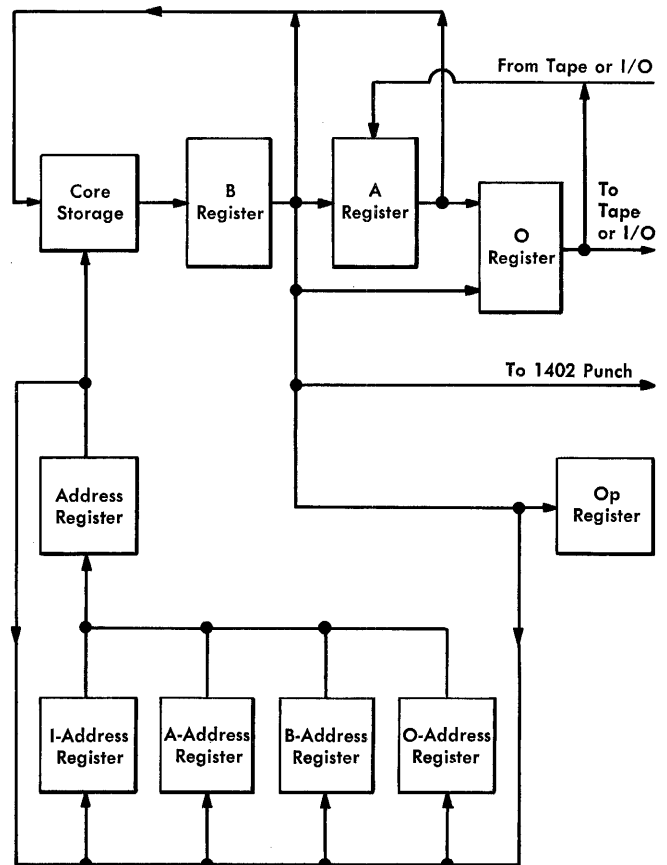 From Tape or I/O
Core
Storage
B
Register
A
Register
O
Register
To
Tape
or I/O
To 1402 Punch
Address
Register
Op
Register
I-Address
Register
A-Address
Register
B-Address
Register
O-Address
Register